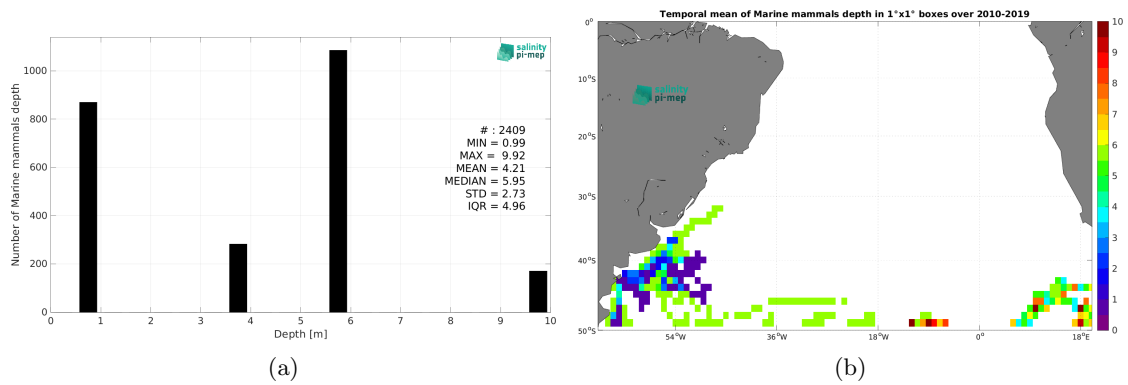 salinity
pi-mep
Number of Marine mammals depth
1000
800
600
400
200
0
# : 2409
MIN = 0.99
MAX = 9.92
MEAN = 4.21
MEDIAN = 5.95
STD = 2.73
IQR = 4.96
0 1 2 3 4 5 6 7 8 9 10
Depth [m]
(a)
Temporal mean of Marine mammals depth in 1°x1° boxes over 2010-2019
salinity
pi-mep
0°
10°S
20°S
30°S
40°S
50°S
54°W 36°W 18°W 0° 18°E
10
9
8
7
6
5
4
3
2
1
0
(b)